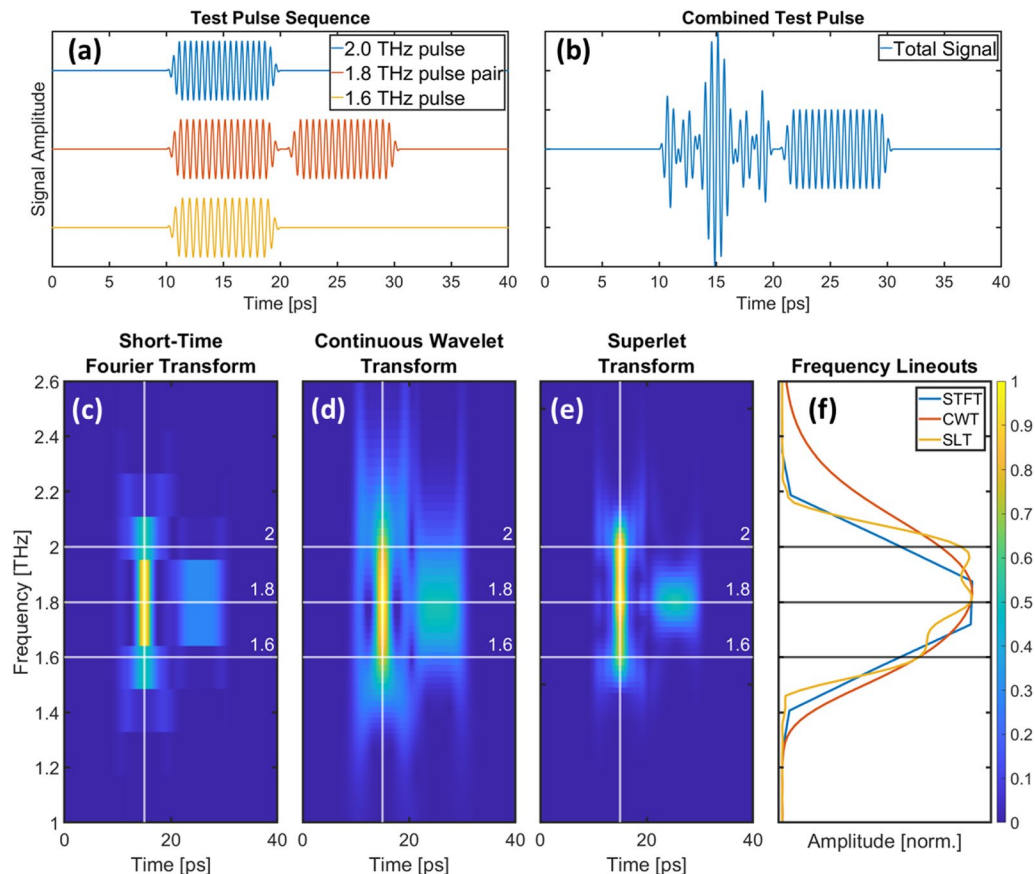 Test Pulse Sequence
(a)
2.0 THz pulse
1.8 THz pulse pair
1.6 THz pulse
Signal Amplitude
0 5 10 15 20 25 30 35 40
Time [ps]
Combined Test Pulse
(b)
Total Signal
0 5 10 15 20 25 30 35 40
Time [ps]
Short-Time
Fourier Transform
(c)
Frequency [THz]
2.6
2.4
2.2
2
1.8
1.6
1.4
1.2
1
2
1.8
1.6
0 20 40
Time [ps]
Continuous Wavelet
Transform
(d)
2
1.8
1.6
0 20 40
Time [ps]
Superlet
Transform
(e)
2
1.8
1.6
0 20 40
Time [ps]
Frequency Lineouts
(f)
STFT
CWT
SLT
Amplitude [norm.]
1
0.9
0.8
0.7
0.6
0.5
0.4
0.3
0.2
0.1
0